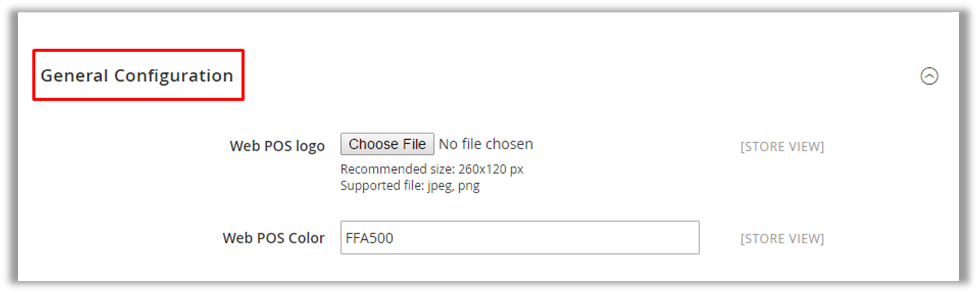 General Configuration
Web POS logo Choose File No file chosen [STORE VIEW]
Recommended size: 260x120 px
Supported file: jpeg, png
Web POS Color FFA500 [STORE VIEW]